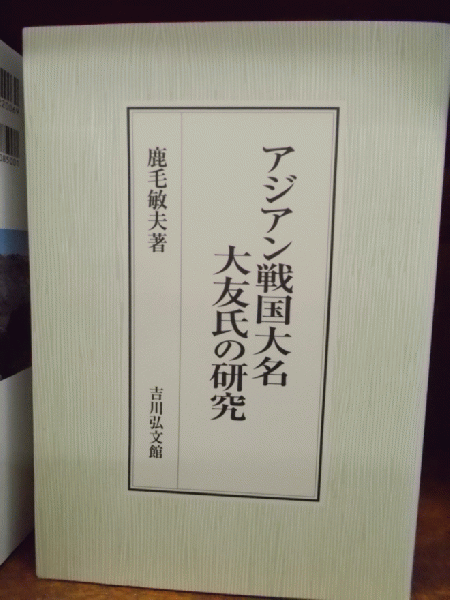 アジアン戦国大名
大友氏の研究
鹿毛敏夫著
吉川弘文館